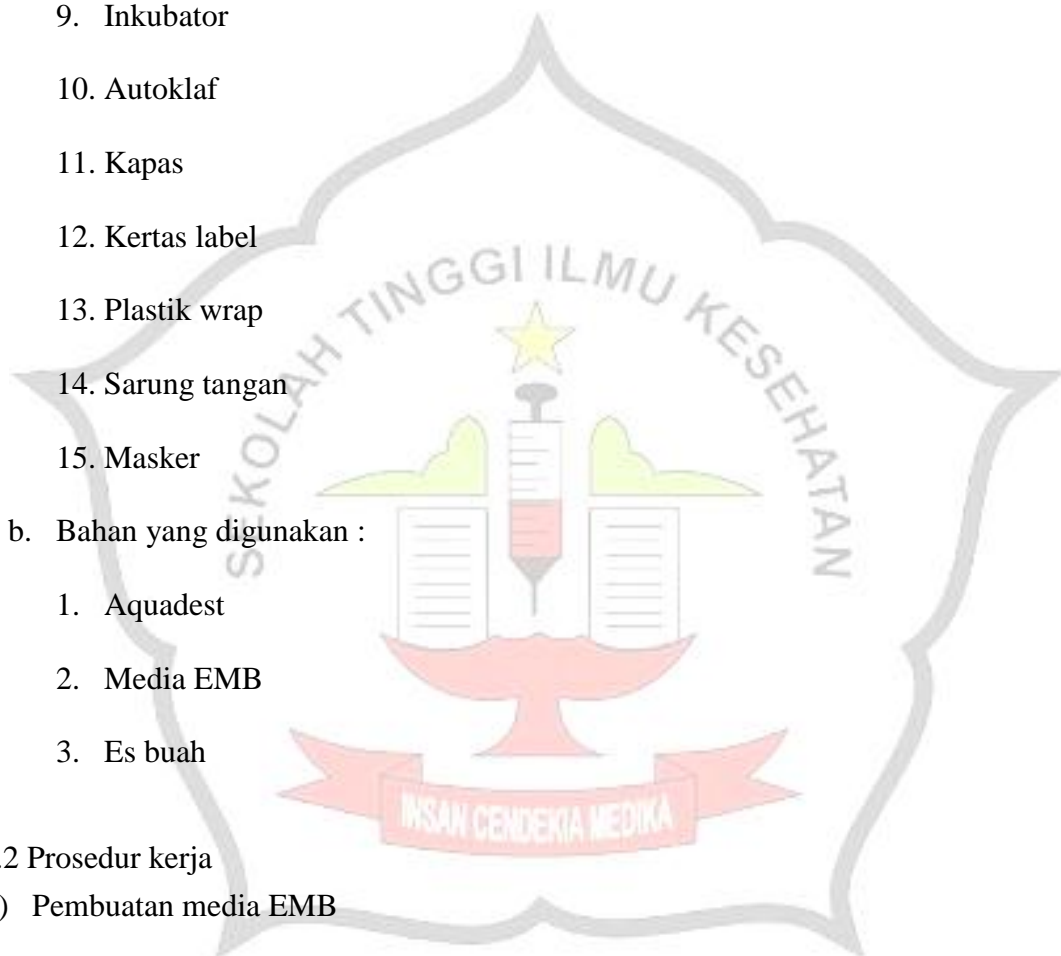 9. Inkubator
10. Autoklaf
11. Kapas
12. Kertas label
SEKOLAH TINGGI ILMU KESEHATAN
13. Plastik wrap
14. Sarung tangan
15. Masker
b. Bahan yang digunakan :
1. Aquadest
2. Media EMB
3. Es buah
INSAN CENDEKIA MEDIKA
.2 Prosedur kerja
) Pembuatan media EMB